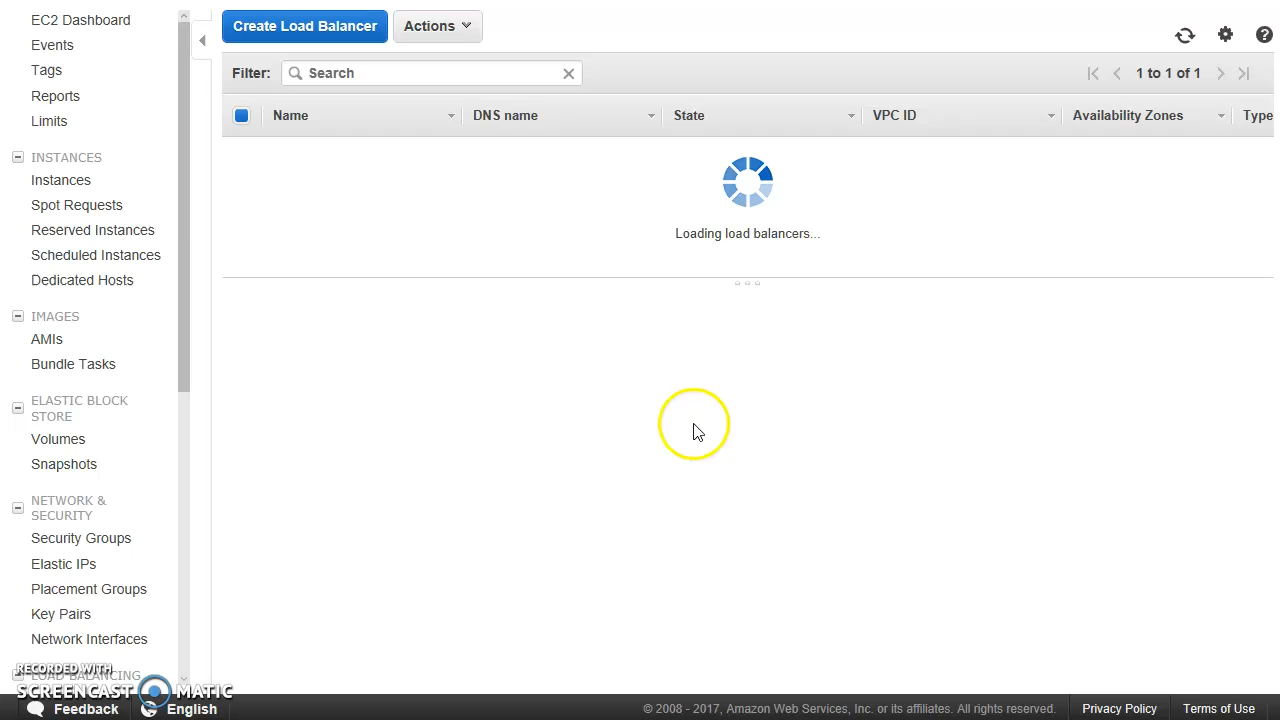 EC2 Dashboard
Events
Tags
Reports
Limits
INSTANCES
Instances
Spot Requests
Reserved Instances
Scheduled Instances
Dedicated Hosts
IMAGES
AMIs
Bundle Tasks
ELASTIC BLOCK
STORE
Volumes
Snapshots
NETWORK &
SECURITY
Security Groups
Elastic IPs
Placement Groups
Key Pairs
Network Interfaces
LOAD BALANCING
RECORDED WITH
SCREENCAST MATIC
Create Load Balancer Actions
Filter: Search 1 to 1 of 1
Name DNS name State VPC ID Availability Zones Type
Loading load balancers...
Feedback English © 2008 - 2017, Amazon Web Services, Inc. or its affiliates. All rights reserved. Privacy Policy Terms of Use